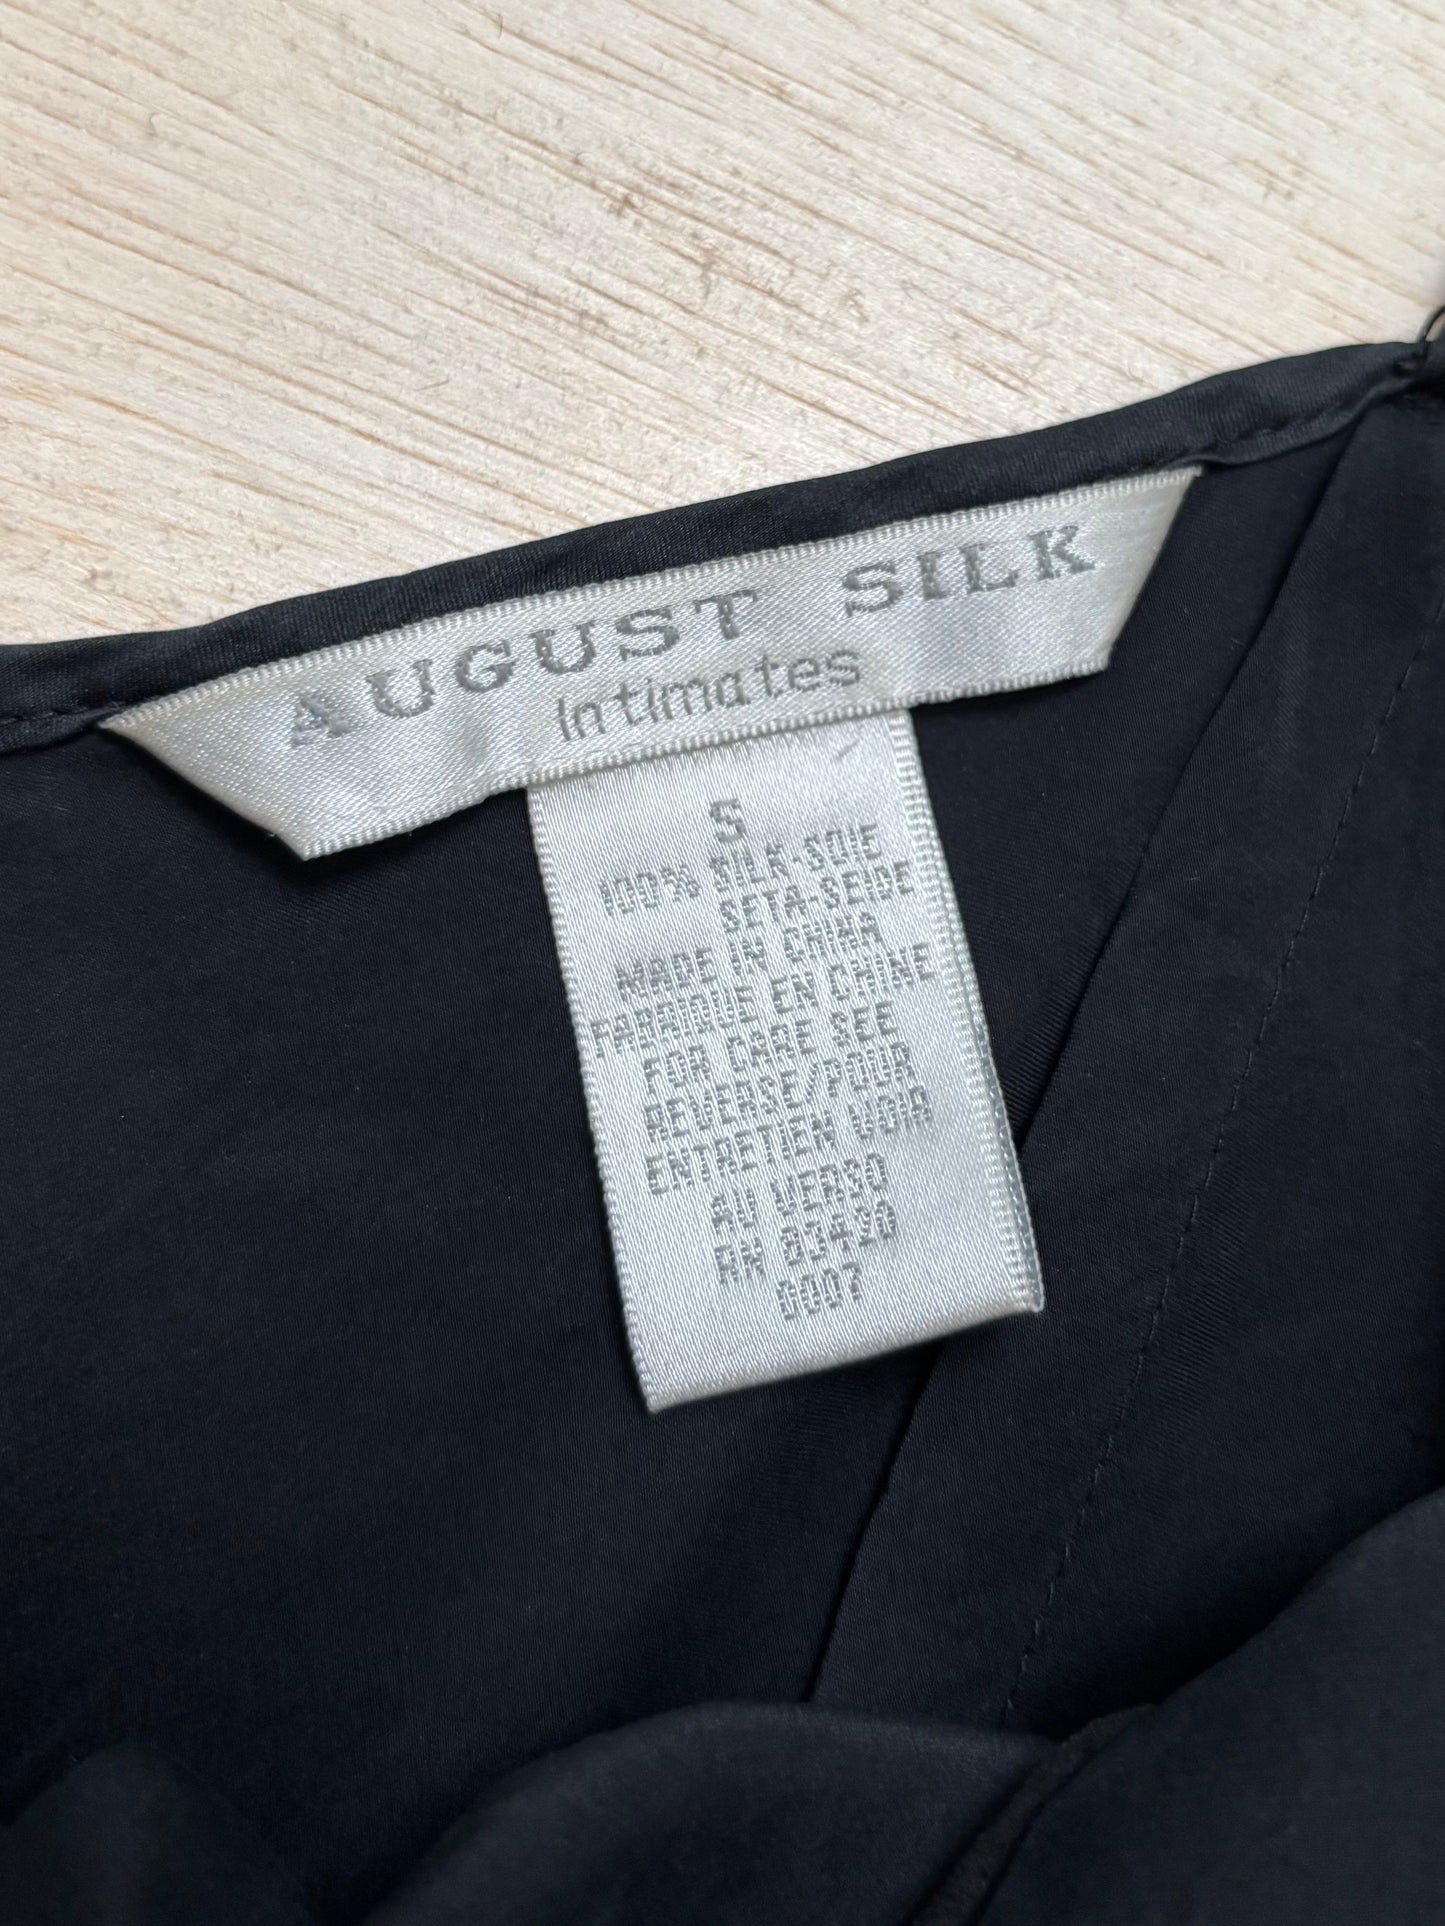 AUGUST SILK
intimates
S
100% SILK-SOIE
SETA-SEIDE
MADE IN CHINA
FABRIQUE EN CHINE
FOR CARE SEE
REVERSE/POUR
ENTRETIEN VOIR
AU VERSO
RN 83420
0007